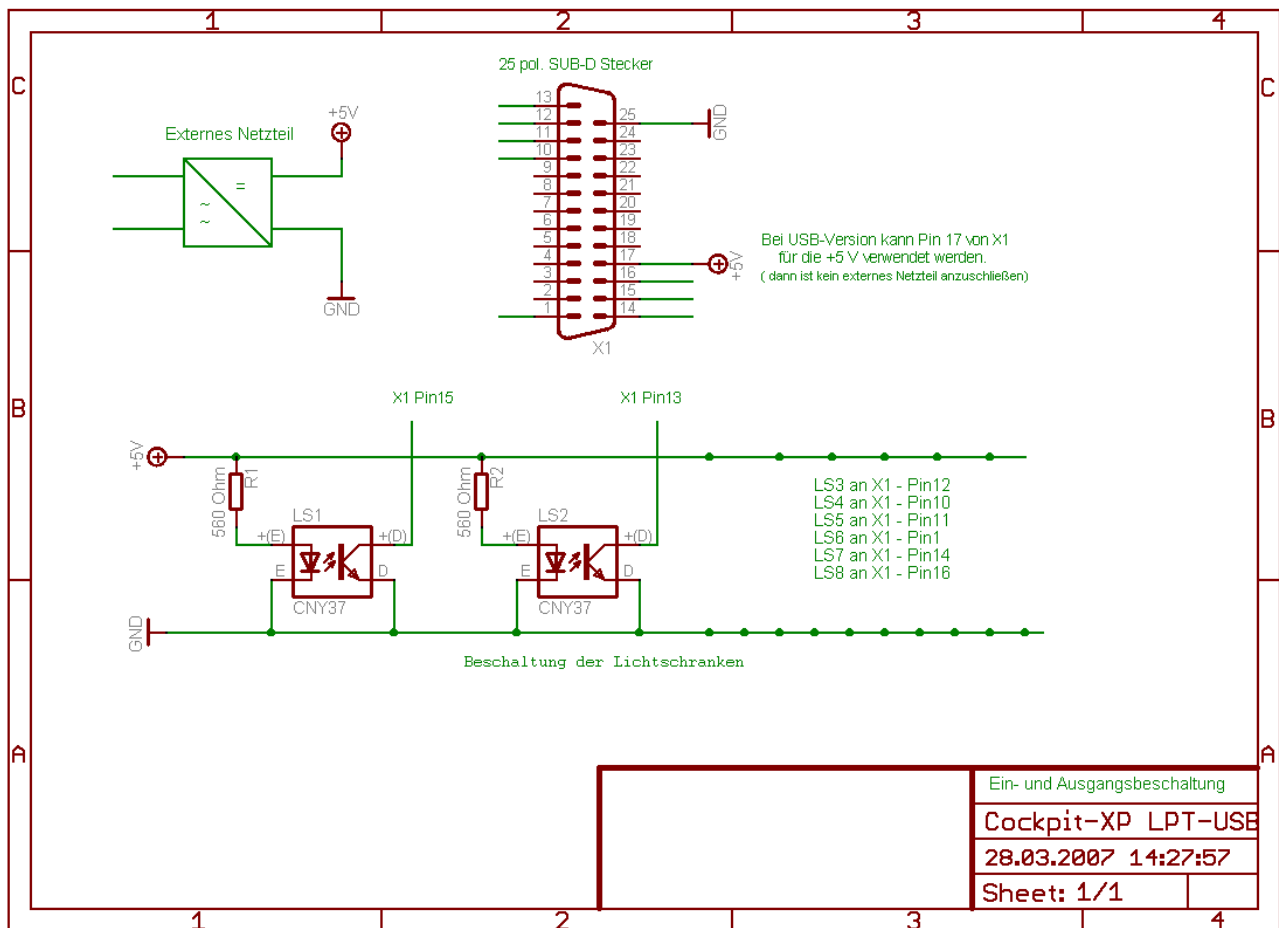 1 2 3 4
C C
25 pol. SUB-D Stecker
+5V
Externes Netzteil
=
~
~
GND
13
12
11
10
9
8
7
6
5
4
3
2
1
25
24
23
22
21
20
19
18
17
16
15
14
GND
+5V
X1
Bei USB-Version kann Pin 17 von X1
für die +5 V verwendet werden.
( dann ist kein externes Netzteil anzuschließen)
B B
X1 Pin15 X1 Pin13
+5V
560 Ohm R1
560 Ohm R2
LS1
+(E) +(D)
E D
CNY37
LS2
+(E) +(D)
E D
CNY37
LS3 an X1 - Pin12
LS4 an X1 - Pin10
LS5 an X1 - Pin11
LS6 an X1 - Pin1
LS7 an X1 - Pin14
LS8 an X1 - Pin16
GND
Beschaltung der Lichtschranken
A A
Ein- und Ausgangsbeschaltung
Cockpit-XP LPT-USB
28.03.2007 14:27:57
Sheet: 1/1
1 2 3 4